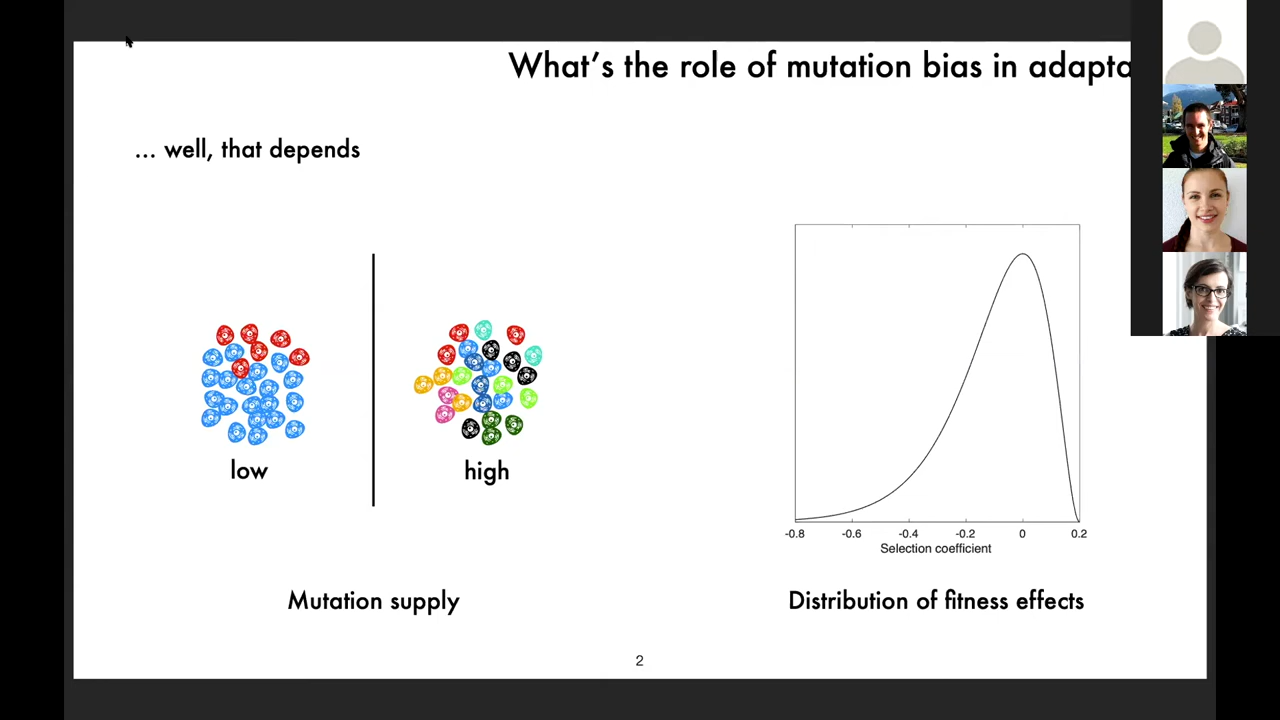 What's the role of mutation bias in adapta
... well, that depends
low
high
-0.8 -0.6 -0.4 -0.2 0 0.2
Selection coefficient
Mutation supply
Distribution of fitness effects
2